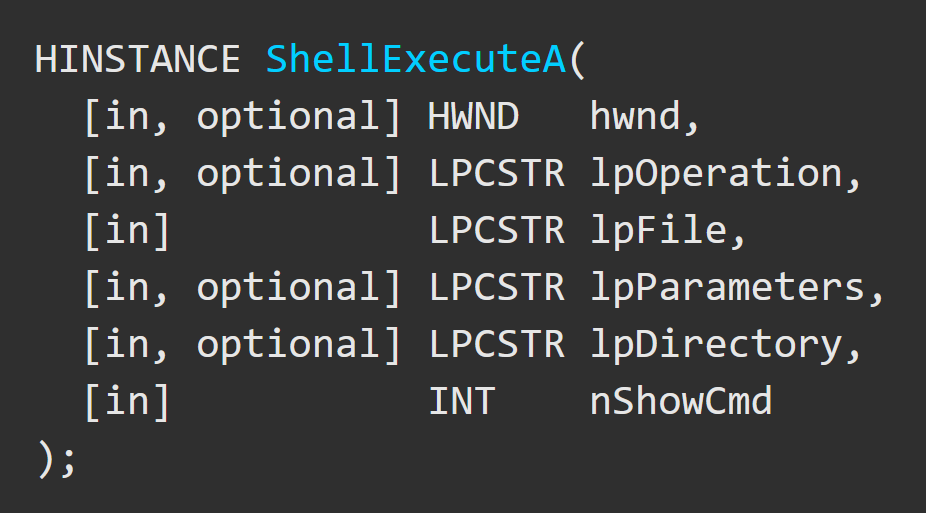 HINSTANCE ShellExecuteA(
  [in, optional] HWND   hwnd,
  [in, optional] LPCSTR lpOperation,
  [in]           LPCSTR lpFile,
  [in, optional] LPCSTR lpParameters,
  [in, optional] LPCSTR lpDirectory,
  [in]           INT    nShowCmd
);